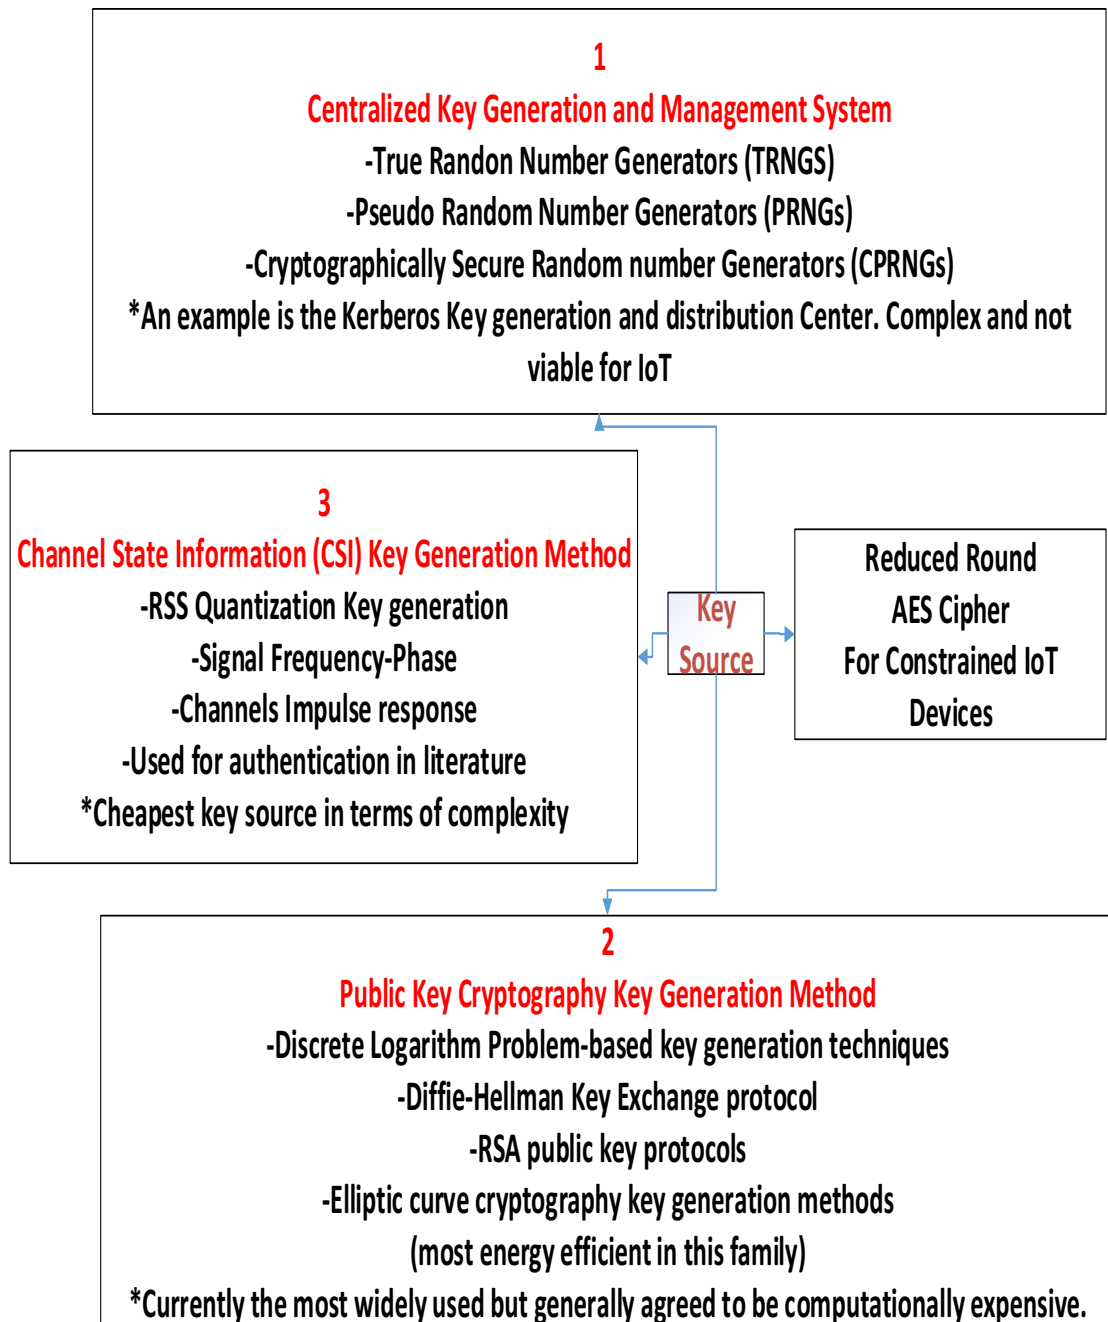 1
Centralized Key Generation and Management System
-True Randon Number Generators (TRNGS)
-Pseudo Random Number Generators (PRNGs)
-Cryptographically Secure Random number Generators (CPRNGs)
*An example is the Kerberos Key generation and distribution Center. Complex and not
viable for IoT
3
Channel State Information (CSI) Key Generation Method
-RSS Quantization Key generation
-Signal Frequency-Phase
-Channels Impulse response
-Used for authentication in literature
*Cheapest key source in terms of complexity
Key
Source
Reduced Round
AES Cipher
For Constrained IoT
Devices
2
Public Key Cryptography Key Generation Method
-Discrete Logarithm Problem-based key generation techniques
-Diffie-Hellman Key Exchange protocol
-RSA public key protocols
-Elliptic curve cryptography key generation methods
(most energy efficient in this family)
*Currently the most widely used but generally agreed to be computationally expensive.